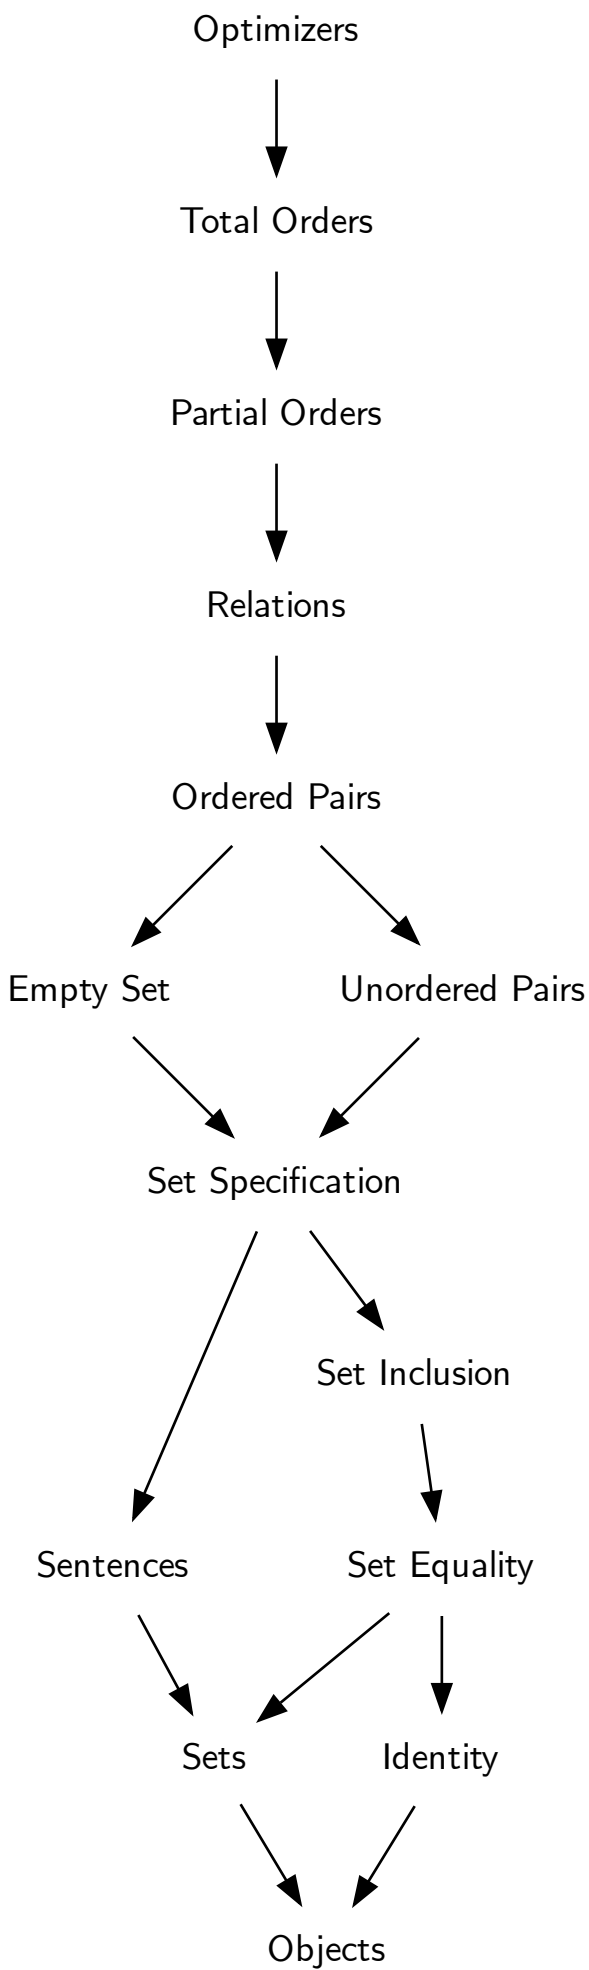 Optimizers
Total Orders
Partial Orders
Relations
Ordered Pairs
Empty Set
Unordered Pairs
Set Specification
Set Inclusion
Sentences
Set Equality
Sets
Identity
Objects